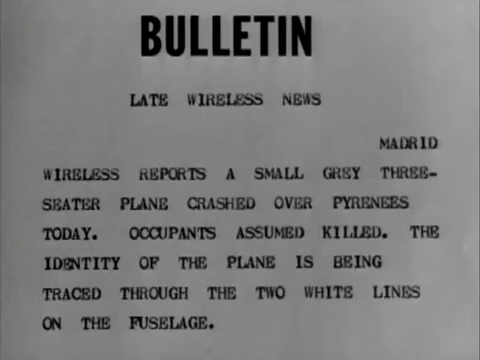 BULLETIN
LATE WIRELESS NEWS
MADRID
WIRELESS REPORTS A SMALL GREY THREE-
SEATER PLANE CRASHED OVER PYRENEES
TODAY. OCCUPANTS ASSUMED KILLED. THE
IDENTITY OF THE PLANE IS BEING
TRACED THROUGH THE TWO WHITE LINES
ON THE FUSELAGE.